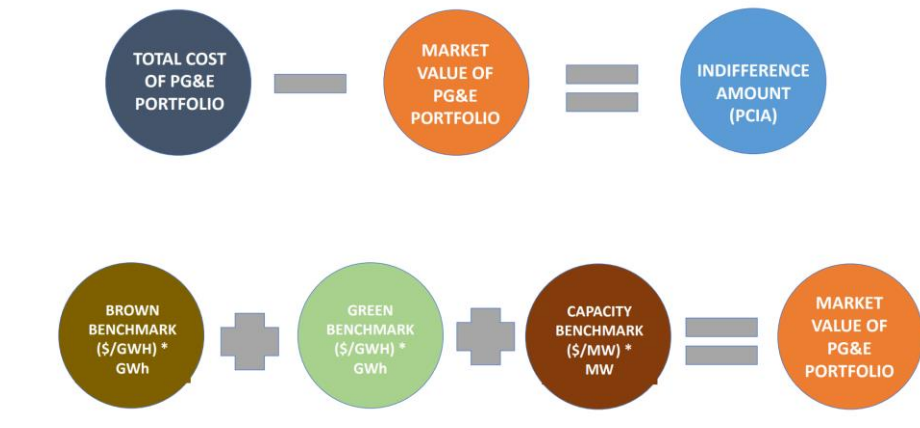 TOTAL COST
OF PG&E
PORTFOLIO
MARKET
VALUE OF
PG&E
PORTFOLIO
INDIFFERENCE
AMOUNT
(PCIA)
BROWN
BENCHMARK
($/GWH) *
GWh
GREEN
BENCHMARK
($/GWH) *
GWh
CAPACITY
BENCHMARK
($/MW) *
MW
MARKET
VALUE OF
PG&E
PORTFOLIO